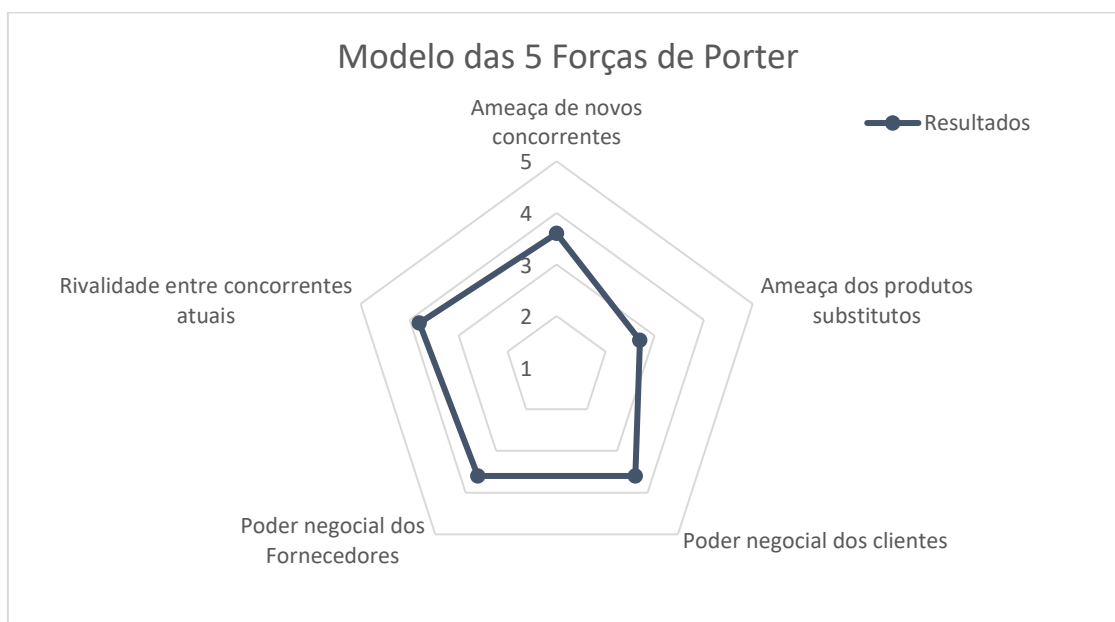 Modelo das 5 Forças de Porter
Ameaça de novos
concorrentes
Resultados
5
4
3
2
1
Rivalidade entre concorrentes
atuais
Ameaça dos produtos
substitutos
Poder negocial dos
Fornecedores
Poder negocial dos clientes